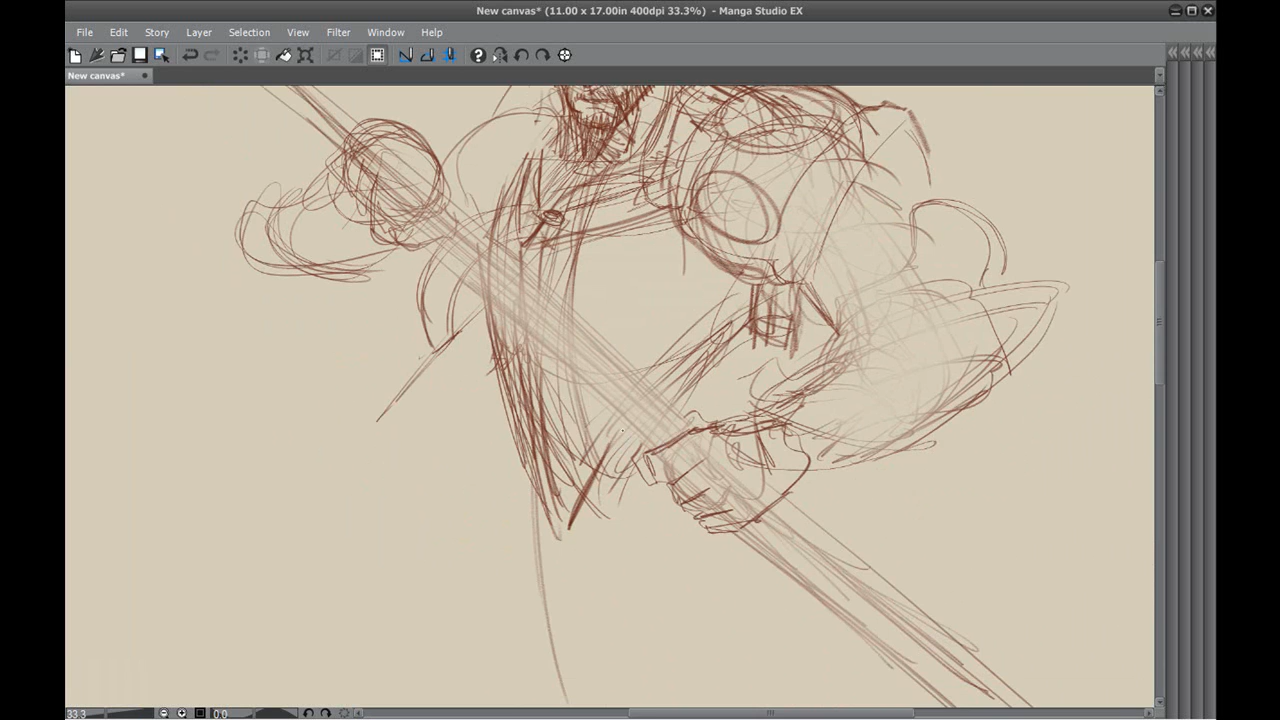 New canvas* (11.00 x 17.00in 400dpi 33.3%) - Manga Studio EX
File Edit Story Layer Selection View Filter Window Help
New canvas*
33.3 0.0